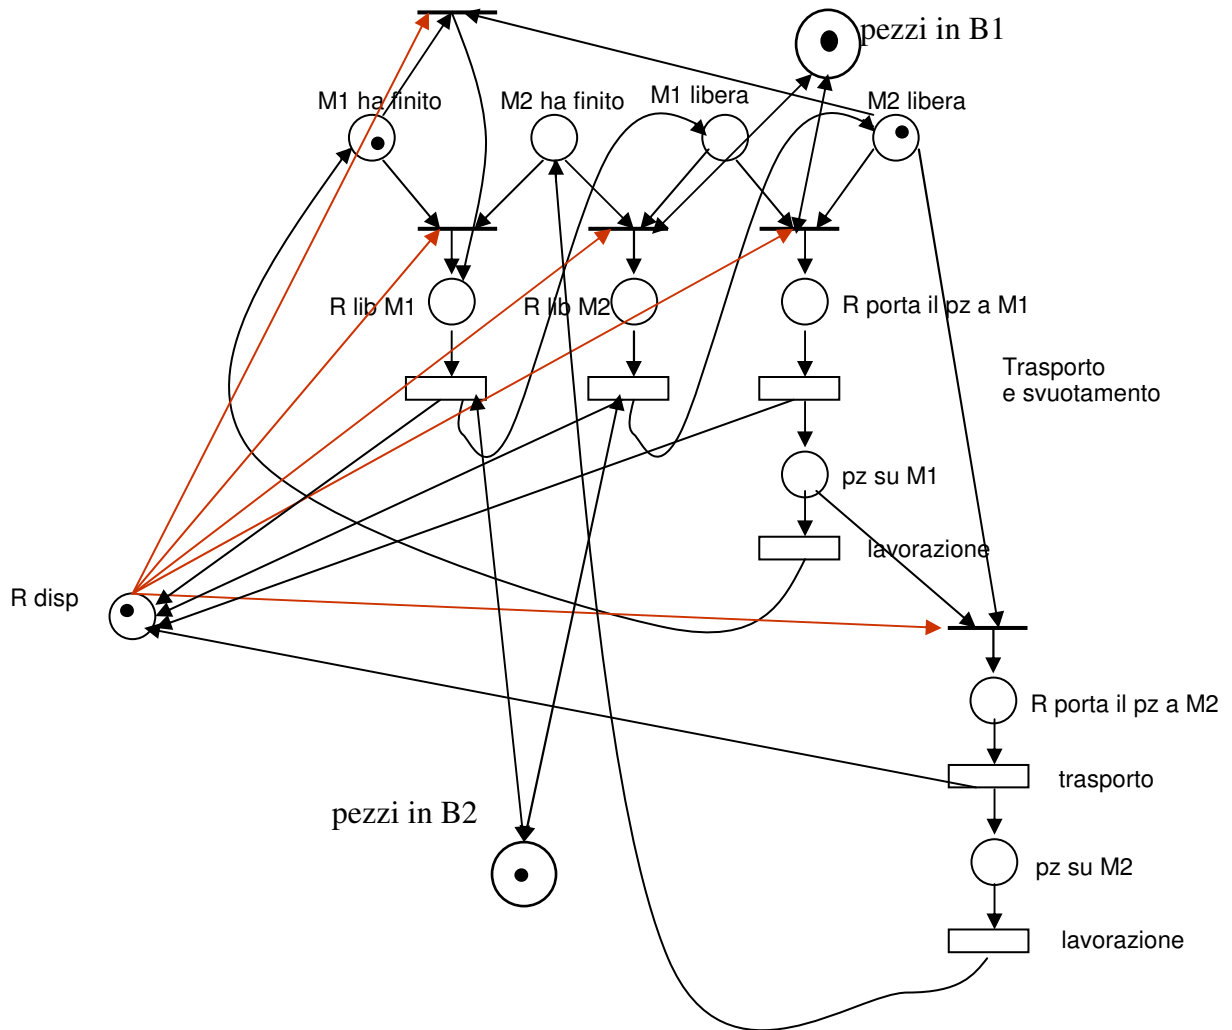 pezzi in B1
M1 ha finito
M2 ha finito
M1 libera
M2 libera
R lib M1
R lib M2
R porta il pz a M1
Trasporto
e svuotamento
pz su M1
lavorazione
R disp
R porta il pz a M2
trasporto
pezzi in B2
pz su M2
lavorazione